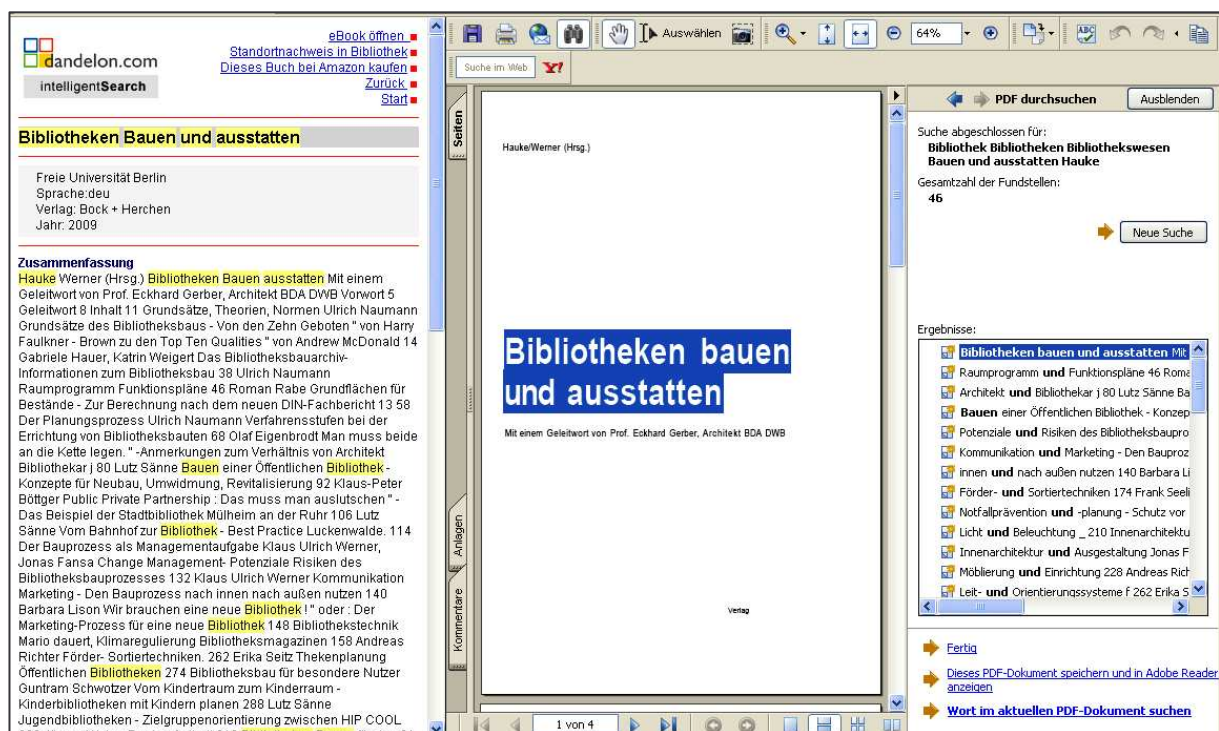 dandelon.com
intelligentSearch
eBook öffnen
Standortnachweis in Bibliothek
Dieses Buch bei Amazon kaufen
Zurück
Start
Bibliotheken Bauen und ausstatten
Freie Universität Berlin
Sprache:deu
Verlag: Bock + Herchen
Jahr: 2009
Zusammenfassung
Hauke Werner (Hrsg.) Bibliotheken Bauen ausstatten Mit einem
Geleitwort von Prof. Eckhard Gerber, Architekt BDA DWB Vorwort 5
Geleitwort 8 Inhalt 11 Grundsätze, Theorien, Normen Ulrich Naumann
Grundsätze des Bibliotheksbaus - Von den Zehn Geboten " von Harry
Faulkner - Brown zu den Top Ten Qualities " von Andrew McDonald 14
Gabriele Hauer, Katrin Weigert Das Bibliotheksbauarchiv-
Informationen zum Bibliotheksbau 38 Ulrich Naumann
Raumprogramm Funktionspläne 46 Roman Rabe Grundflächen für
Bestände - Zur Berechnung nach dem neuen DIN-Fachbericht 13 58
Der Planungsprozess Ulrich Naumann Verfahrensstufen bei der
Errichtung von Bibliotheksbauten 68 Olaf Eigenbrodt Man muss beide
an die Kette legen. " -Anmerkungen zum Verhältnis von Architekt
Bibliothekar j 80 Lutz Sänne Bauen einer Öffentlichen Bibliothek -
Konzepte für Neubau, Umwidmung, Revitalisierung 92 Klaus-Peter
Böttger Public Private Partnership : Das muss man auslutschen " -
Das Beispiel der Stadtbibliothek Mülheim an der Ruhr 106 Lutz
Sänne Vom Bahnhof zur Bibliothek - Best Practice Luckenwalde. 114
Der Bauprozess als Managementaufgabe Klaus Ulrich Werner,
Jonas Fansa Change Management- Potenziale Risiken des
Bibliotheksbauprozesses 132 Klaus Ulrich Werner Kommunikation
Marketing - Den Bauprozess nach innen nach außen nutzen 140
Barbara Lison Wir brauchen eine neue Bibliothek ! " oder : Der
Marketing-Prozess für eine neue Bibliothek 148 Bibliothekstechnik
Mario dauert, Klimaregulierung Bibliotheksmagazinen 158 Andreas
Richter Förder- Sortiertechniken. 262 Erika Seitz Thekenplanung
Öffentlichen Bibliotheken 274 Bibliotheksbau für besondere Nutzer
Guntram Schwotzer Vom Kindertraum zum Kinderraum -
Kinderbibliotheken mit Kindern planen 288 Lutz Sänne
Jugendbibliotheken - Zielgruppenorientierung zwischen HIP COOL
Auswählen
64%
Suche im Web
Y!
Seiten
Anlagen
Kommentare
Hauke/Werner (Hrsg.)
Bibliotheken bauen
und ausstatten
Mit einem Geleitwort von Prof. Eckhard Gerber, Architekt BDA DWB
Verlag
1 von 4
PDF durchsuchen
Ausblenden
Suche abgeschlossen für:
Bibliothek Bibliotheken Bibliothekswesen
Bauen und ausstatten Hauke
Gesamtzahl der Fundstellen:
46
Neue Suche
Ergebnisse:
Bibliotheken bauen und ausstatten Mit
Raumprogramm und Funktionspläne 46 Roma
Architekt und Bibliothekar j 80 Lutz Sänne Ba
Bauen einer Öffentlichen Bibliothek - Konzep
Potenziale und Risiken des Bibliotheksbaupro
Kommunikation und Marketing - Den Bauproz
innen und nach außen nutzen 140 Barbara Li
Förder- und Sortiertechniken 174 Frank Seeli
Notfallprävention und -planung - Schutz vor
Licht und Beleuchtung _ 210 Innenarchitektu
Innenarchitektur und Ausgestaltung Jonas F
Möblierung und Einrichtung 228 Andreas Rich
Leit- und Orientierungssysteme f 262 Erika S
Fertig
Dieses PDF-Dokument speichern und in Adobe Reader
anzeigen
Wort im aktuellen PDF-Dokument suchen